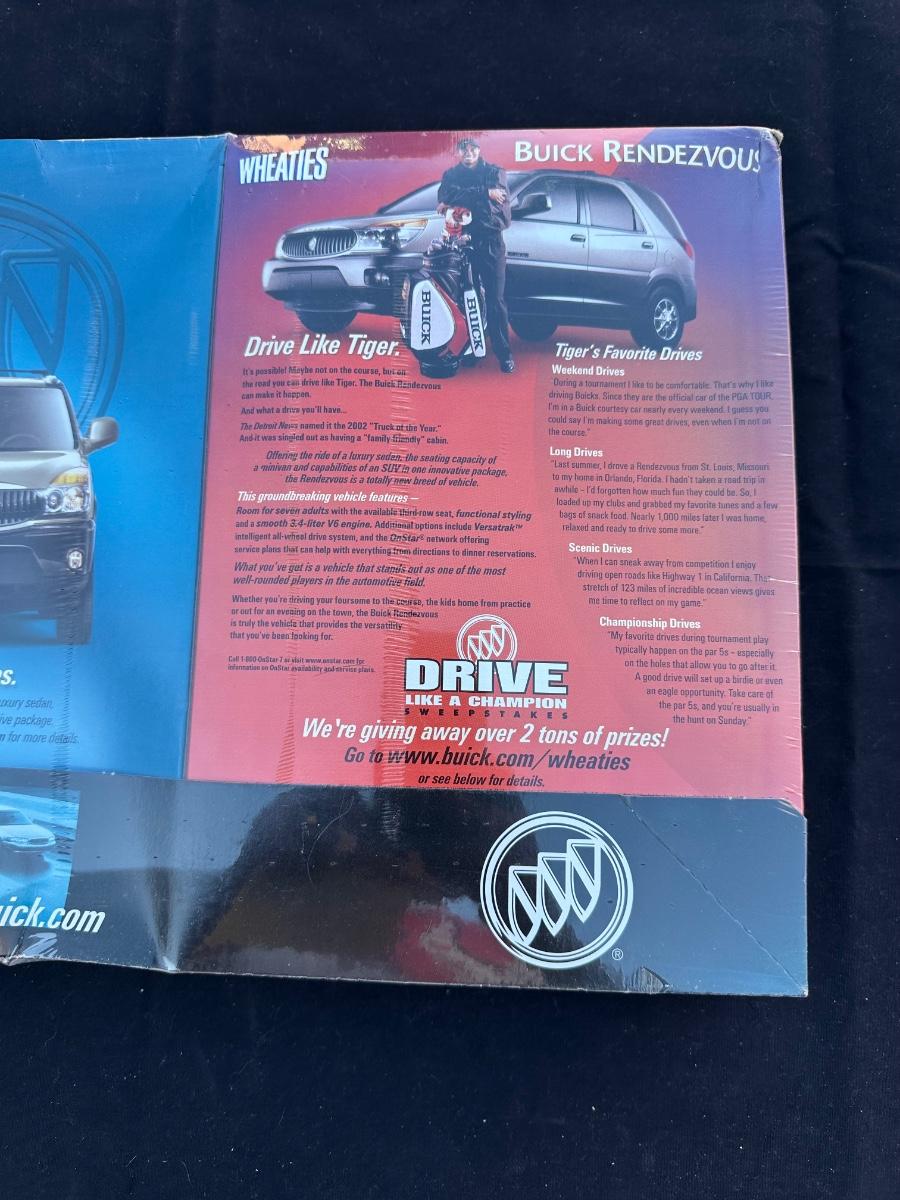 WHEATIES
BUICK RENDEZVOUS
BUICK
BUICK
Drive Like Tiger.
It's possible! Maybe not on the course, but on
the road you can drive like Tiger. The Buick Rendezvous
can make it happen.
And what a drive you'll have...
The Detroit News named it the 2002 "Truck of the Year."
And it was singled out as having a "family friendly" cabin.
Offering the ride of a luxury sedan, the seating capacity of
a minivan and capabilities of an SUV in one innovative package,
the Rendezvous is a totally new breed of vehicle.
This groundbreaking vehicle features –
Room for seven adults with the available third-row seat, functional styling
and a smooth 3.4-liter V6 engine. Additional options include Versatrak™
intelligent all-wheel drive system, and the OnStar® network offering
service plans that can help with everything from directions to dinner reservations.
What you've got is a vehicle that stands out as one of the most
well-rounded players in the automotive field.
Whether you're driving your foursome to the course, the kids home from practice
or out for an evening on the town, the Buick Rendezvous
is truly the vehicle that provides the versatility
that you've been looking for.
Call 1-800-OnStar-7 or visit www.onstar.com for
information on OnStar availability and service plans.
Tiger's Favorite Drives
Weekend Drives
"During a tournament I like to be comfortable. That's why I like
driving Buicks. Since they are the official car of the PGA TOUR,
I'm in a Buick courtesy car nearly every weekend. I guess you
could say I'm making some great drives, even when I'm not on
the course."
Long Drives
"Last summer, I drove a Rendezvous from St. Louis, Missouri
to my home in Orlando, Florida. I hadn't taken a road trip in
awhile – I'd forgotten how much fun they could be. So, I
loaded up my clubs and grabbed my favorite tunes and a few
bags of snack food. Nearly 1,000 miles later I was home,
relaxed and ready to drive some more."
Scenic Drives
"When I can sneak away from competition I enjoy
driving open roads like Highway 1 in California. That
stretch of 123 miles of incredible ocean views gives
me time to reflect on my game."
Championship Drives
"My favorite drives during tournament play
typically happen on the par 5s – especially
on the holes that allow you to go after it.
A good drive will set up a birdie or even
an eagle opportunity. Take care of
the par 5s, and you're usually in
the hunt on Sunday."
DRIVE
LIKE A CHAMPION
SWEEPSTAKES
We're giving away over 2 tons of prizes!
Go to www.buick.com/wheaties
or see below for details.
s.
uxury sedan,
ive package.
for more details.
uick.com
®